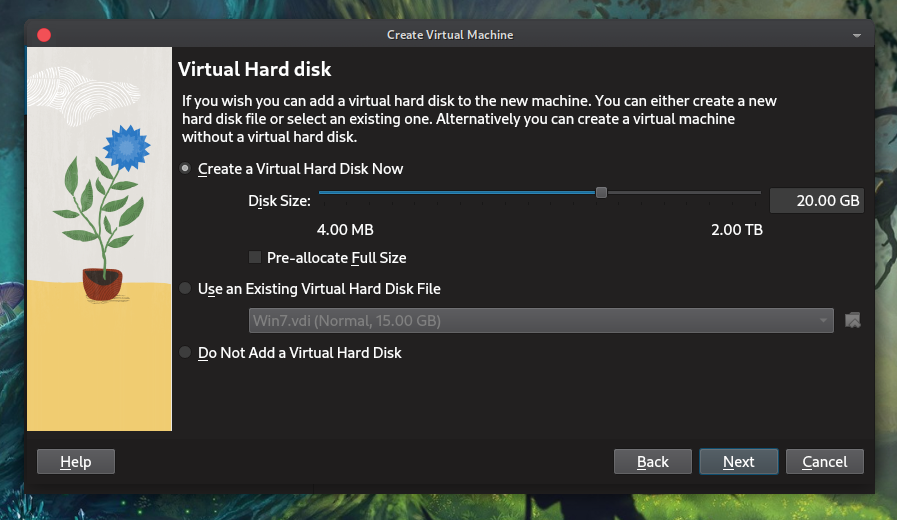 Create Virtual Machine
Virtual Hard disk
If you wish you can add a virtual hard disk to the new machine. You can either create a new
hard disk file or select an existing one. Alternatively you can create a virtual machine
without a virtual hard disk.
Create a Virtual Hard Disk Now
Disk Size:
20.00 GB
4.00 MB 2.00 TB
Pre-allocate Full Size
Use an Existing Virtual Hard Disk File
Win7.vdi (Normal, 15.00 GB)
Do Not Add a Virtual Hard Disk
Help Back Next Cancel